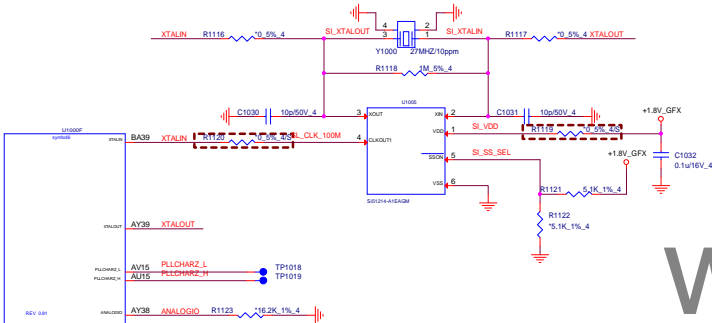 4 2
SI_XTALOUT 3 1 SI_XTALIN
XTALIN R1116 *0_5%_4 R1117 *0_5%_4 XTALOUT
Y1000 27MHZ/10ppm
R1118 1M_5%_4
U1005
C1030 10p/50V_4 3 XOUT XIN 2 C1031 10p/50V_4
+1.8V_GFX
U1000F
symbol6
XTALIN BA39 XTALIN R1120 *0_5%_4/S SI_CLK_100M 4 CLKOUT1 VDD 1 SI_VDD R1119 *0_5%_4/S
SSON 5 SI_SS_SEL +1.8V_GFX C1032
0.1u/16V_4
VSS 6 R1121 5.1K_1%_4
SI51214-A1EAGM
R1122
*5.1K_1%_4
XTALOUT AY39 XTALOUT
PLLCHARZ_L AV15 PLLCHARZ_L TP1018
PLLCHARZ_H AU15 PLLCHARZ_H TP1019
REV 0.91 ANALOGIO AY38 ANALOGIO R1123 *16.2K_1%_4
W